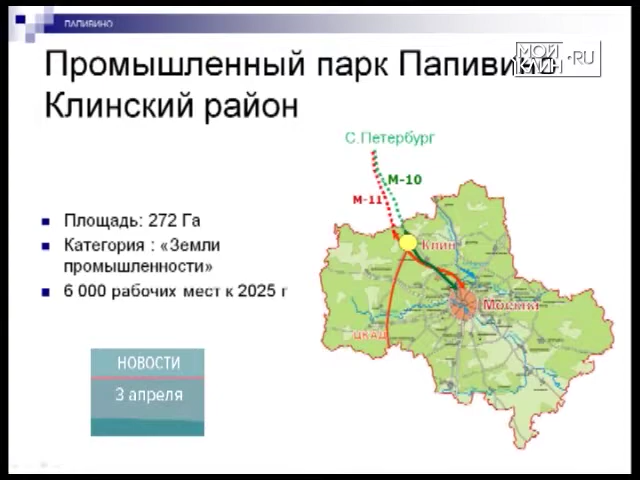 ПАПИВИНО
Промышленный парк Папивино
Клинский район
МОЙ
КЛИН
.RU
С.Петербург
М-10
М-11
Клин
Москва
ЦКАД
Площадь: 272 Га
Категория : «Земли
промышленности»
6 000 рабочих мест к 2025 г
НОВОСТИ
3 апреля